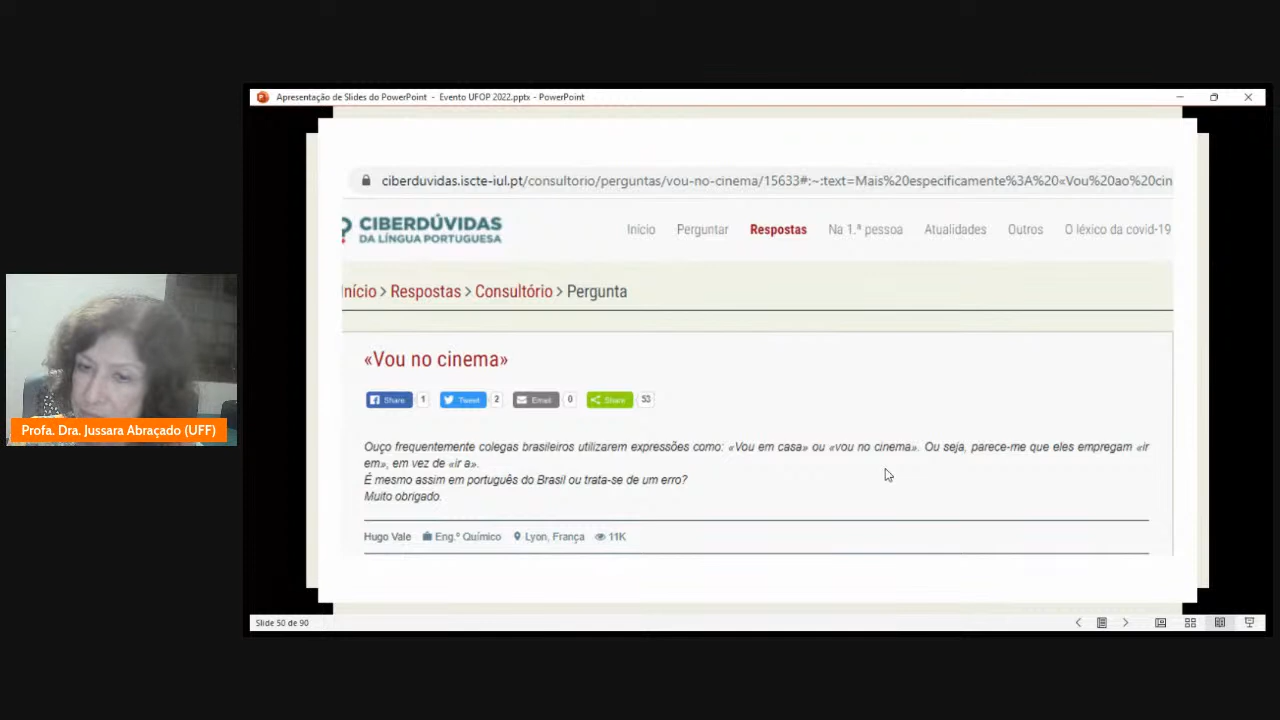 Apresentação de Slides do PowerPoint - Evento UFOP 2022.pptx - PowerPoint
ciberduvidas.iscte-iul.pt/consultorio/perguntas/vou-no-cinema/15633#:~:text=Mais%20especificamente%3A%20«Vou%20ao%20cin
? CIBERDÚVIDAS
DA LÍNGUA PORTUGUESA
Início Perguntar Respostas Na 1.ª pessoa Atualidades Outros O léxico da covid-19
nício > Respostas > Consultório > Pergunta
«Vou no cinema»
Share 1 Tweet 2 Email 0 Share 53
Ouço frequentemente colegas brasileiros utilizarem expressões como: «Vou em casa» ou «vou no cinema». Ou seja, parece-me que eles empregam «ir
em», em vez de «ir a».
É mesmo assim em português do Brasil ou trata-se de um erro?
Muito obrigado.
Hugo Vale Eng.º Químico Lyon, França 11K
Profa. Dra. Jussara Abraçado (UFF)
Slide 50 de 90